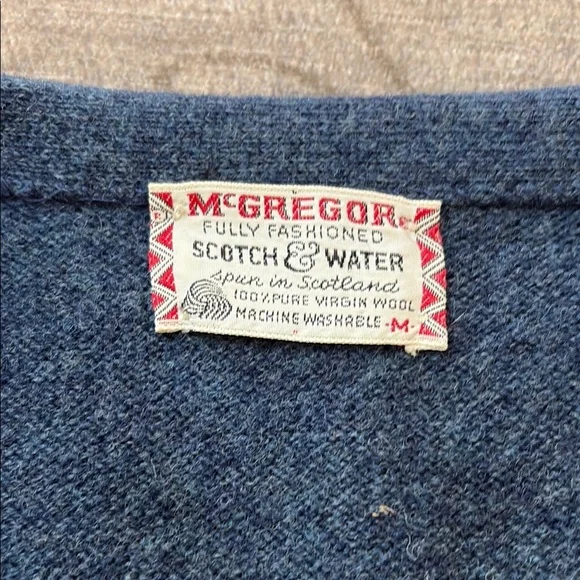 McGREGOR
FULLY FASHIONED
SCOTCH & WATER
spun in Scotland
100% PURE VIRGIN WOOL
MACHINE WASHABLE -M-